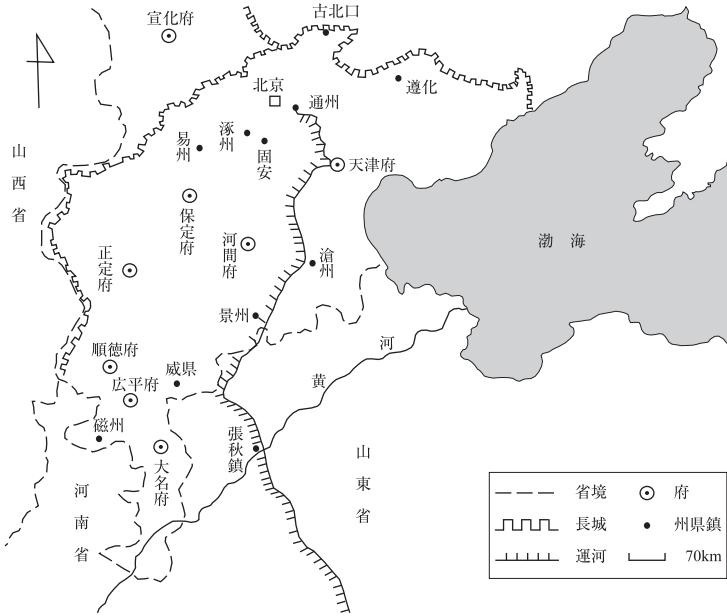 宣化府
古北口
北京
通州
遵化
易州
涿州
固安
天津府
山西省
保定府
河間府
正定府
滄州
渤海
景州
順徳府
広平府
威県
黄河
磁州
張秋鎮
大名府
河南省
山東省
省境
府
長城
州県鎮
運河
70km